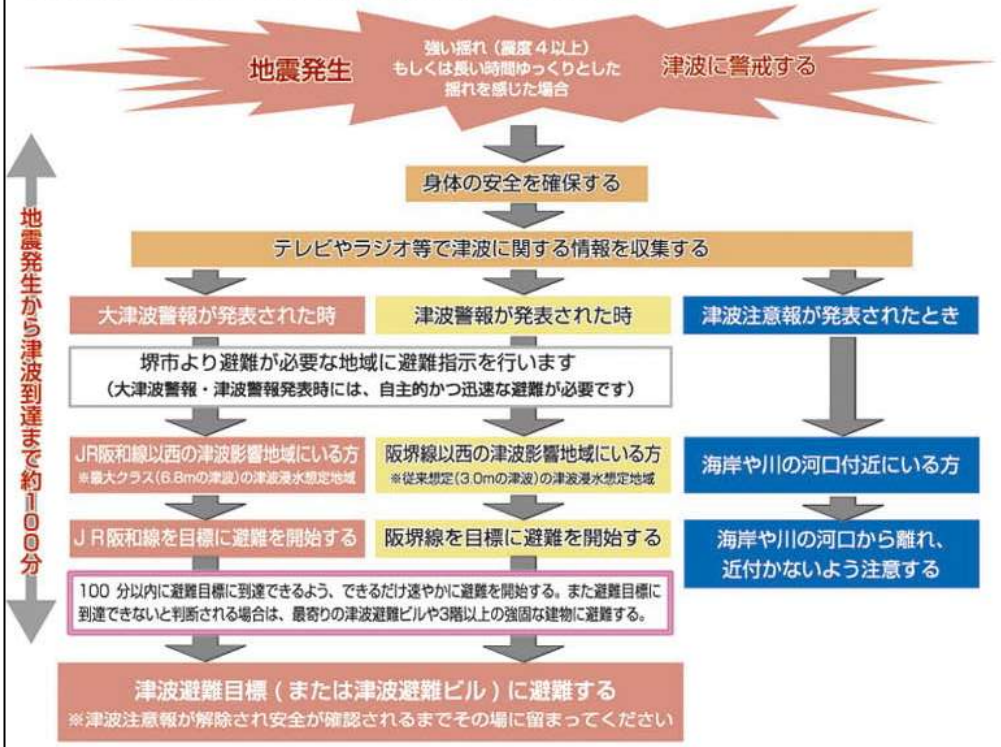 地震発生
強い揺れ（震度４以上）
もしくは長い時間ゆっくりとした
揺れを感じた場合
津波に警戒する
身体の安全を確保する
テレビやラジオ等で津波に関する情報を収集する
地震発生から津波到達まで約100分
大津波警報が発表された時
津波警報が発表された時
津波注意報が発表されたとき
堺市より避難が必要な地域に避難指示を行います
（大津波警報・津波警報発表時には、自主的かつ迅速な避難が必要です）
JR阪和線以西の津波影響地域にいる方
※最大クラス(6.8mの津波)の津波浸水想定地域
阪堺線以西の津波影響地域にいる方
※従来想定(3.0mの津波)の津波浸水想定地域
海岸や川の河口付近にいる方
ＪＲ阪和線を目標に避難を開始する
阪堺線を目標に避難を開始する
海岸や川の河口から離れ、
近付かないよう注意する
100 分以内に避難目標に到達できるよう、できるだけ速やかに避難を開始する。また避難目標に
到達できないと判断される場合は、最寄りの津波避難ビルや3階以上の強固な建物に避難する。
津波避難目標（または津波避難ビル）に避難する
※津波注意報が解除され安全が確認されるまでその場に留まってください